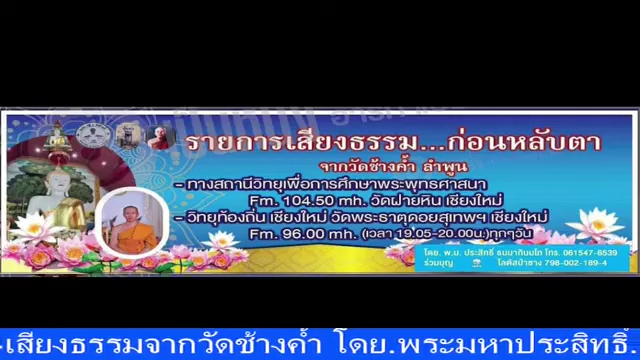 รายการเสียงธรรม...ก่อนหลับตา
จากวัดช้างค้ำ ลำพูน
- ทางสถานีวิทยุเพื่อการศึกษาพระพุทธศาสนา
Fm. 104.50 mh. วัดฝายหิน เชียงใหม่
- วิทยุท้องถิ่น เชียงใหม่ วัดพระธาตุดอยสุเทพฯ เชียงใหม่
Fm. 96.00 mh. (เวลา 19.05-20.00น.)ทุกๆวัน
โดย. พ.ม. ประสิทธิ์ โทร. 061547-6539
ร่วมบุญ โลตัสป่าซาง 798-002-189-4
-เสียงธรรมจากวัดช้างค้ำ โดย.พระมหาประสิทธิ์